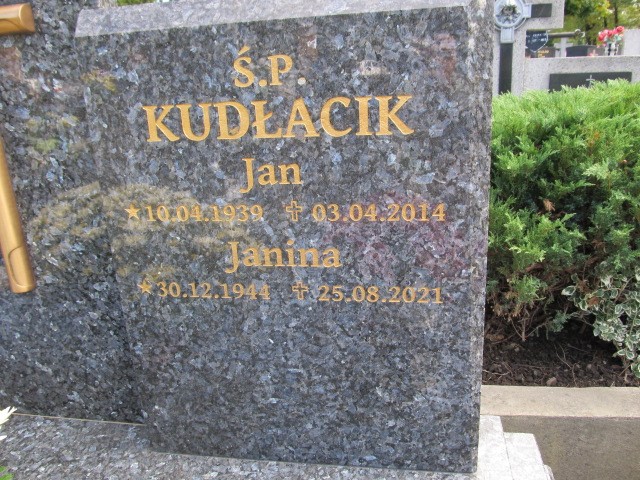 Ś.P.
KUDŁACIK
Jan
★10.04.1939 ✝ 03.04.2014
Janina
★30.12.1944 ✝ 25.08.2021